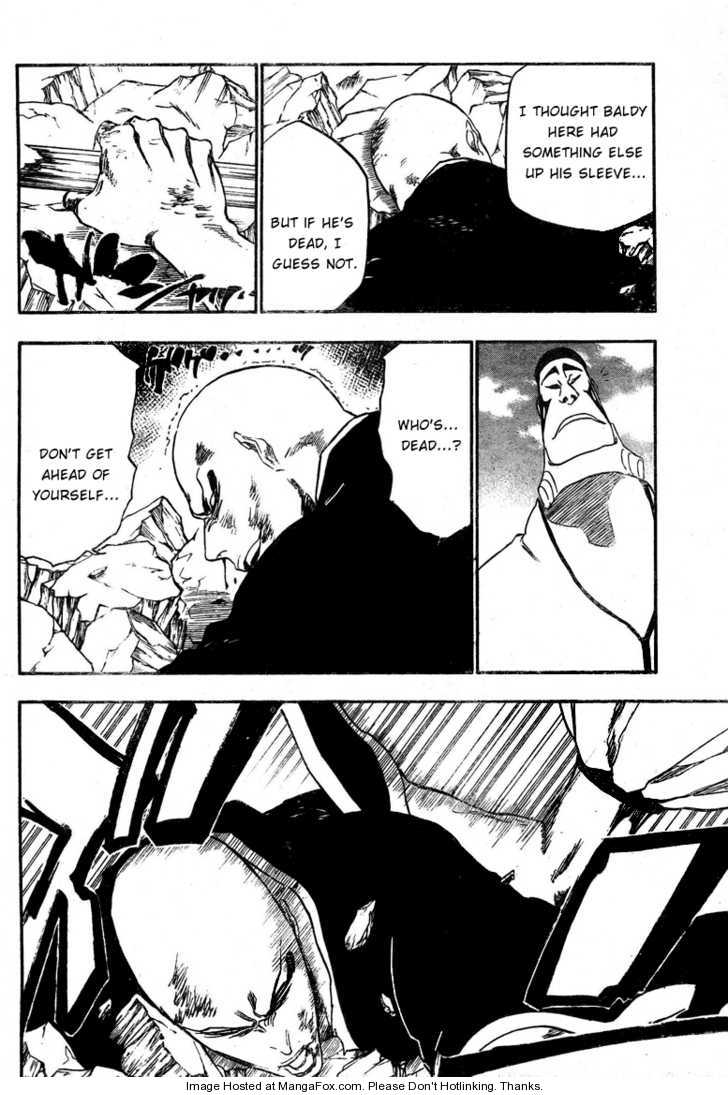 I THOUGHT BALDY
HERE HAD
SOMETHING ELSE
UP HIS SLEEVE...
BUT IF HE'S
DEAD, I
GUESS NOT.
WHO'S...
DEAD...?
DON'T GET
AHEAD OF
YOURSELF...
Image Hosted at MangaFox.com. Please Don't Hotlinking. Thanks.